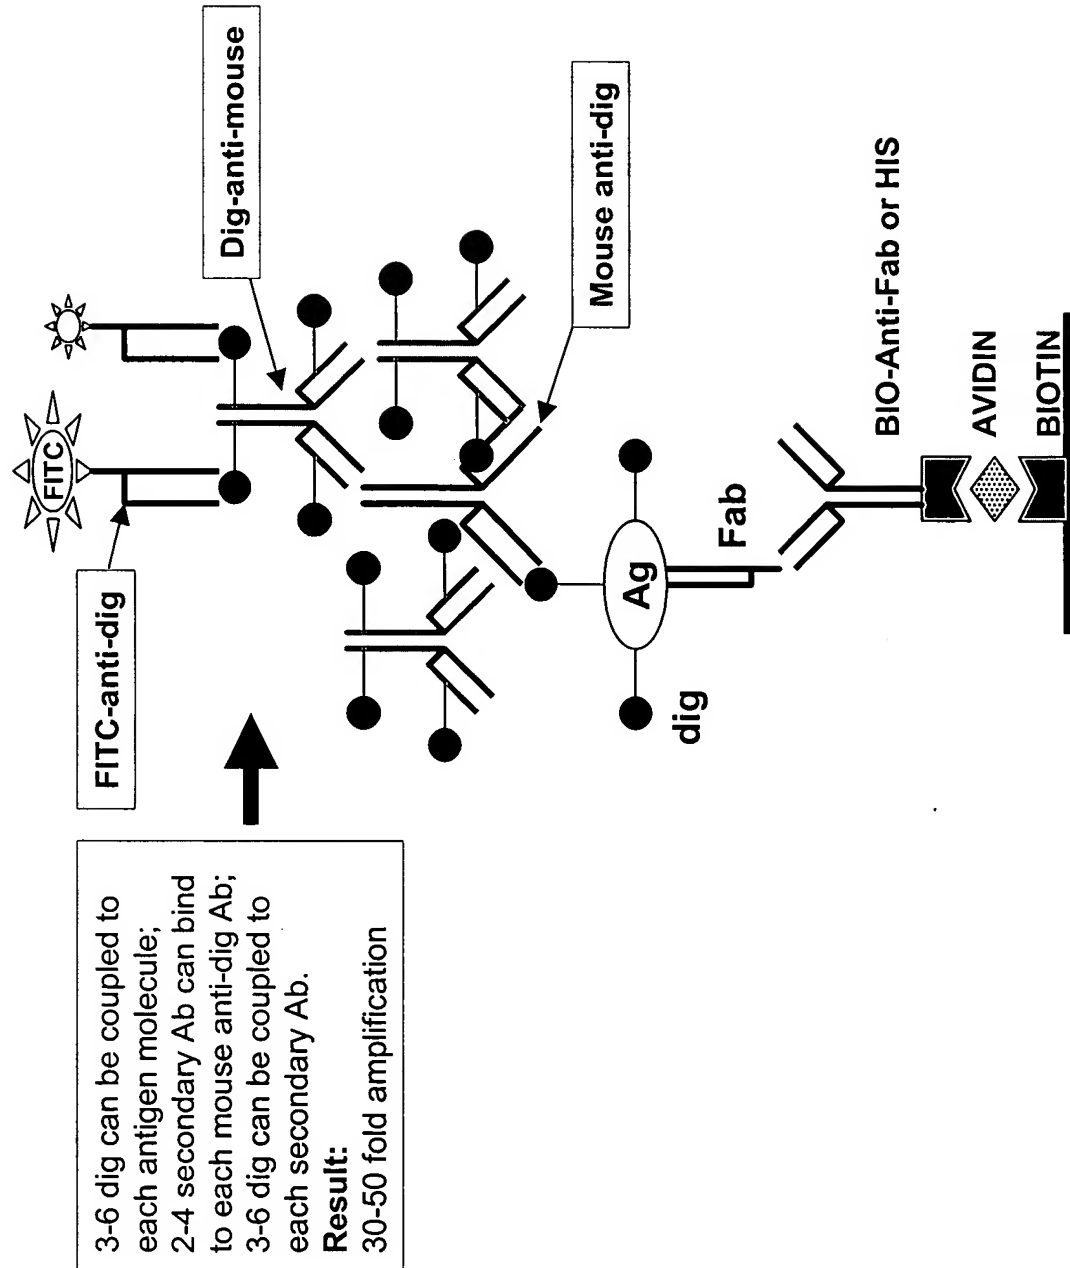 3-6 dig can be coupled to
each antigen molecule;
2-4 secondary Ab can bind
to each mouse anti-dig Ab;
3-6 dig can be coupled to
each secondary Ab.
Result:
30-50 fold amplification
FITC-anti-dig
FITC
Dig-anti-mouse
Mouse anti-dig
dig
Ag
Fab
BIO-Anti-Fab or HIS
AVIDIN
BIOTIN